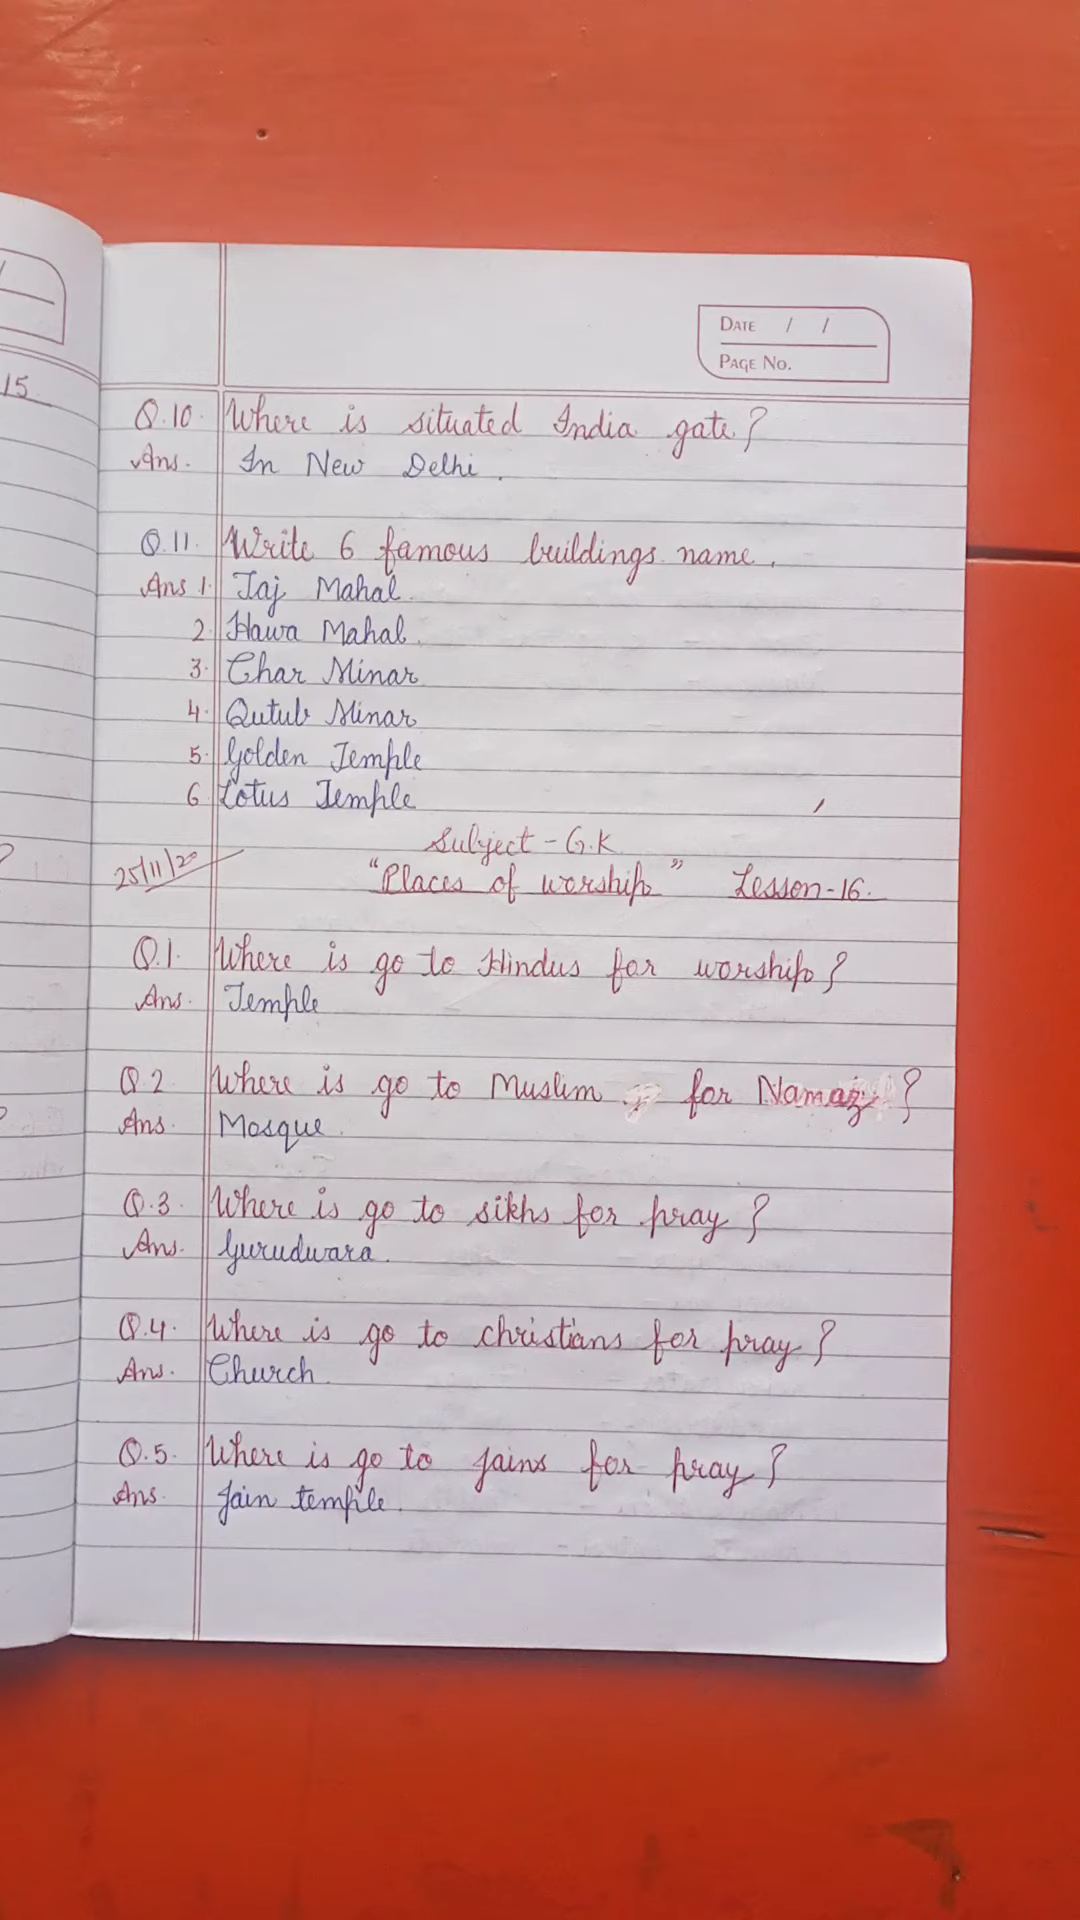 DATE / /
PAGE No.
15
Q.10. Where is situated India gate?
Ans. In New Delhi.
Q.11. Write 6 famous buildings name.
Ans 1. Taj Mahal.
2. Hawa Mahal.
3. Char Minar
4. Qutub Minar
5. Golden Temple
6 Lotus Temple
Subject - G.K
25/11/20 "Places of worship" Lesson-16.
Q.1. Where is go to Hindus for worship?
Ans. Temple
Q.2 Where is go to Muslim for Namaz?
Ans. Mosque.
Q.3 Where is go to sikhs for pray?
Ans. Gurudwara.
Q.4. Where is go to christians for pray?
Ans. Church
Q.5. Where is go to jains for pray?
Ans. Jain temple.